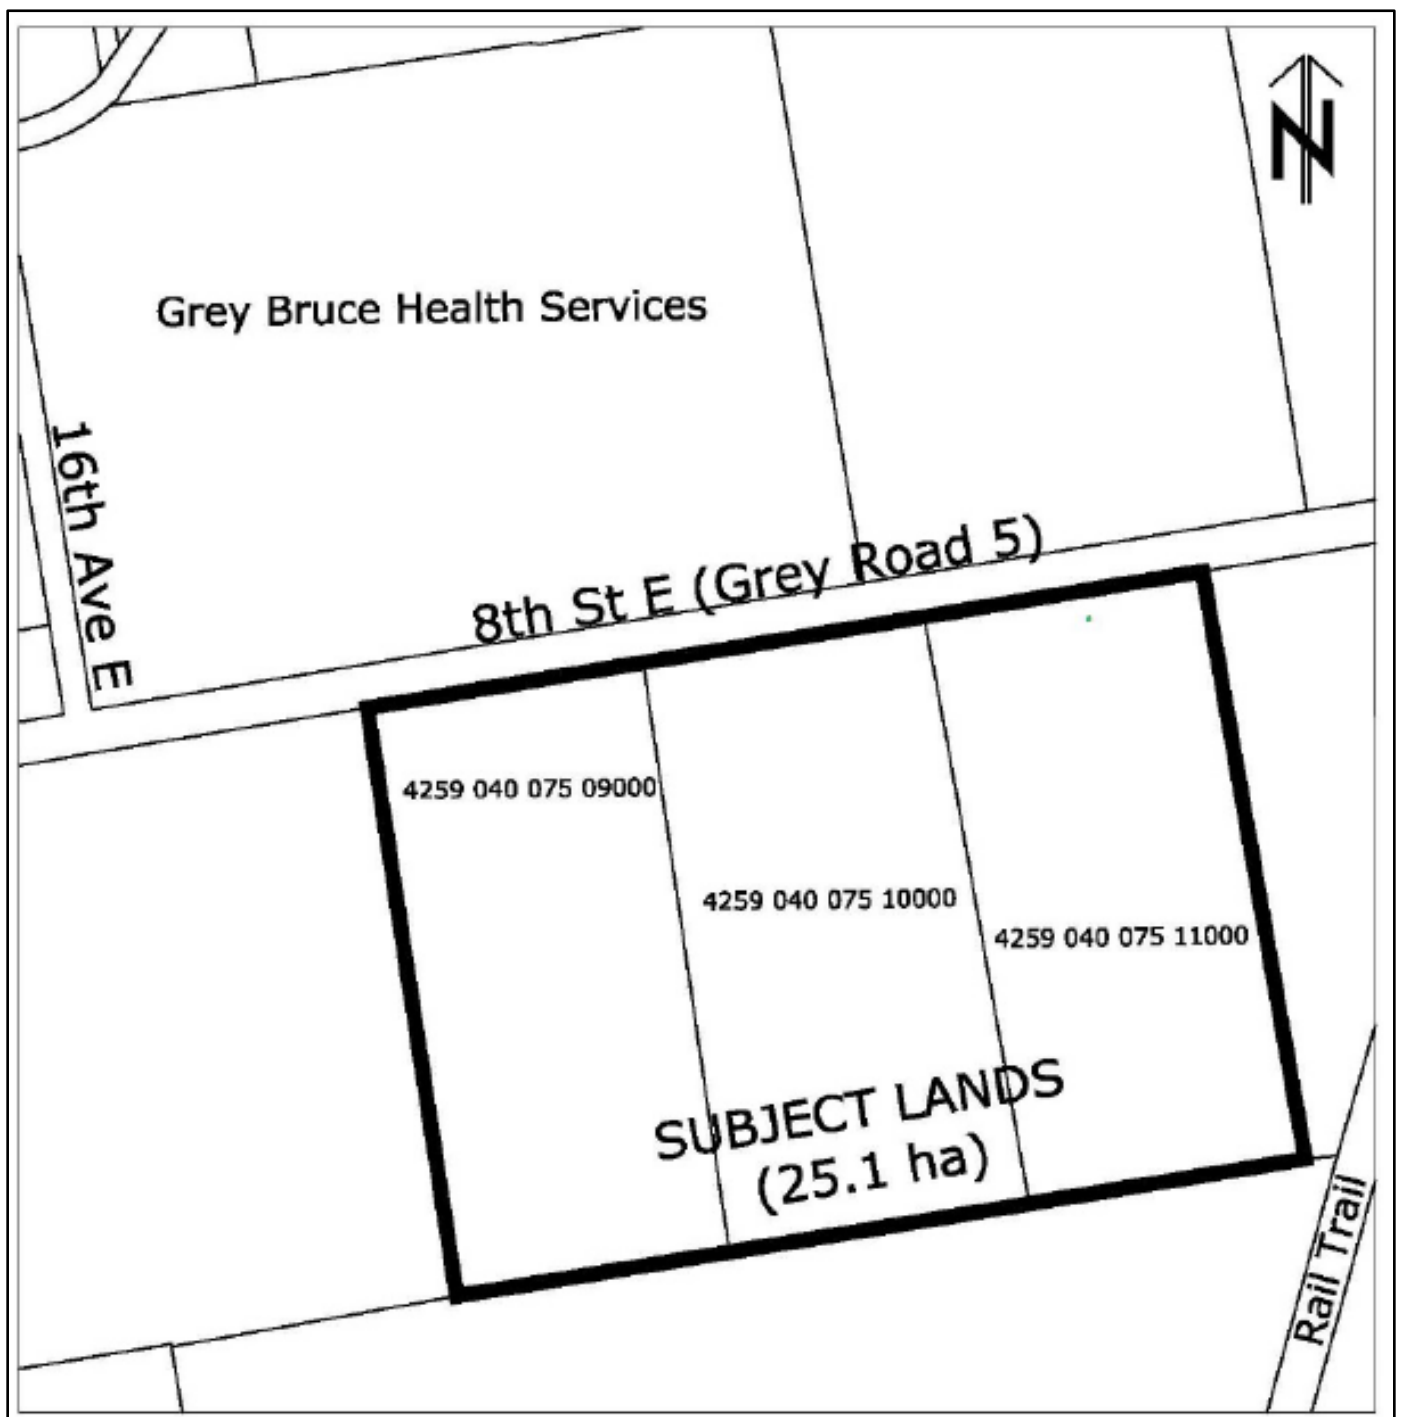 N
Grey Bruce Health Services
16th Ave E
8th St E (Grey Road 5)
4259 040 075 09000
4259 040 075 10000
4259 040 075 11000
SUBJECT LANDS
(25.1 ha)
Rail Trail